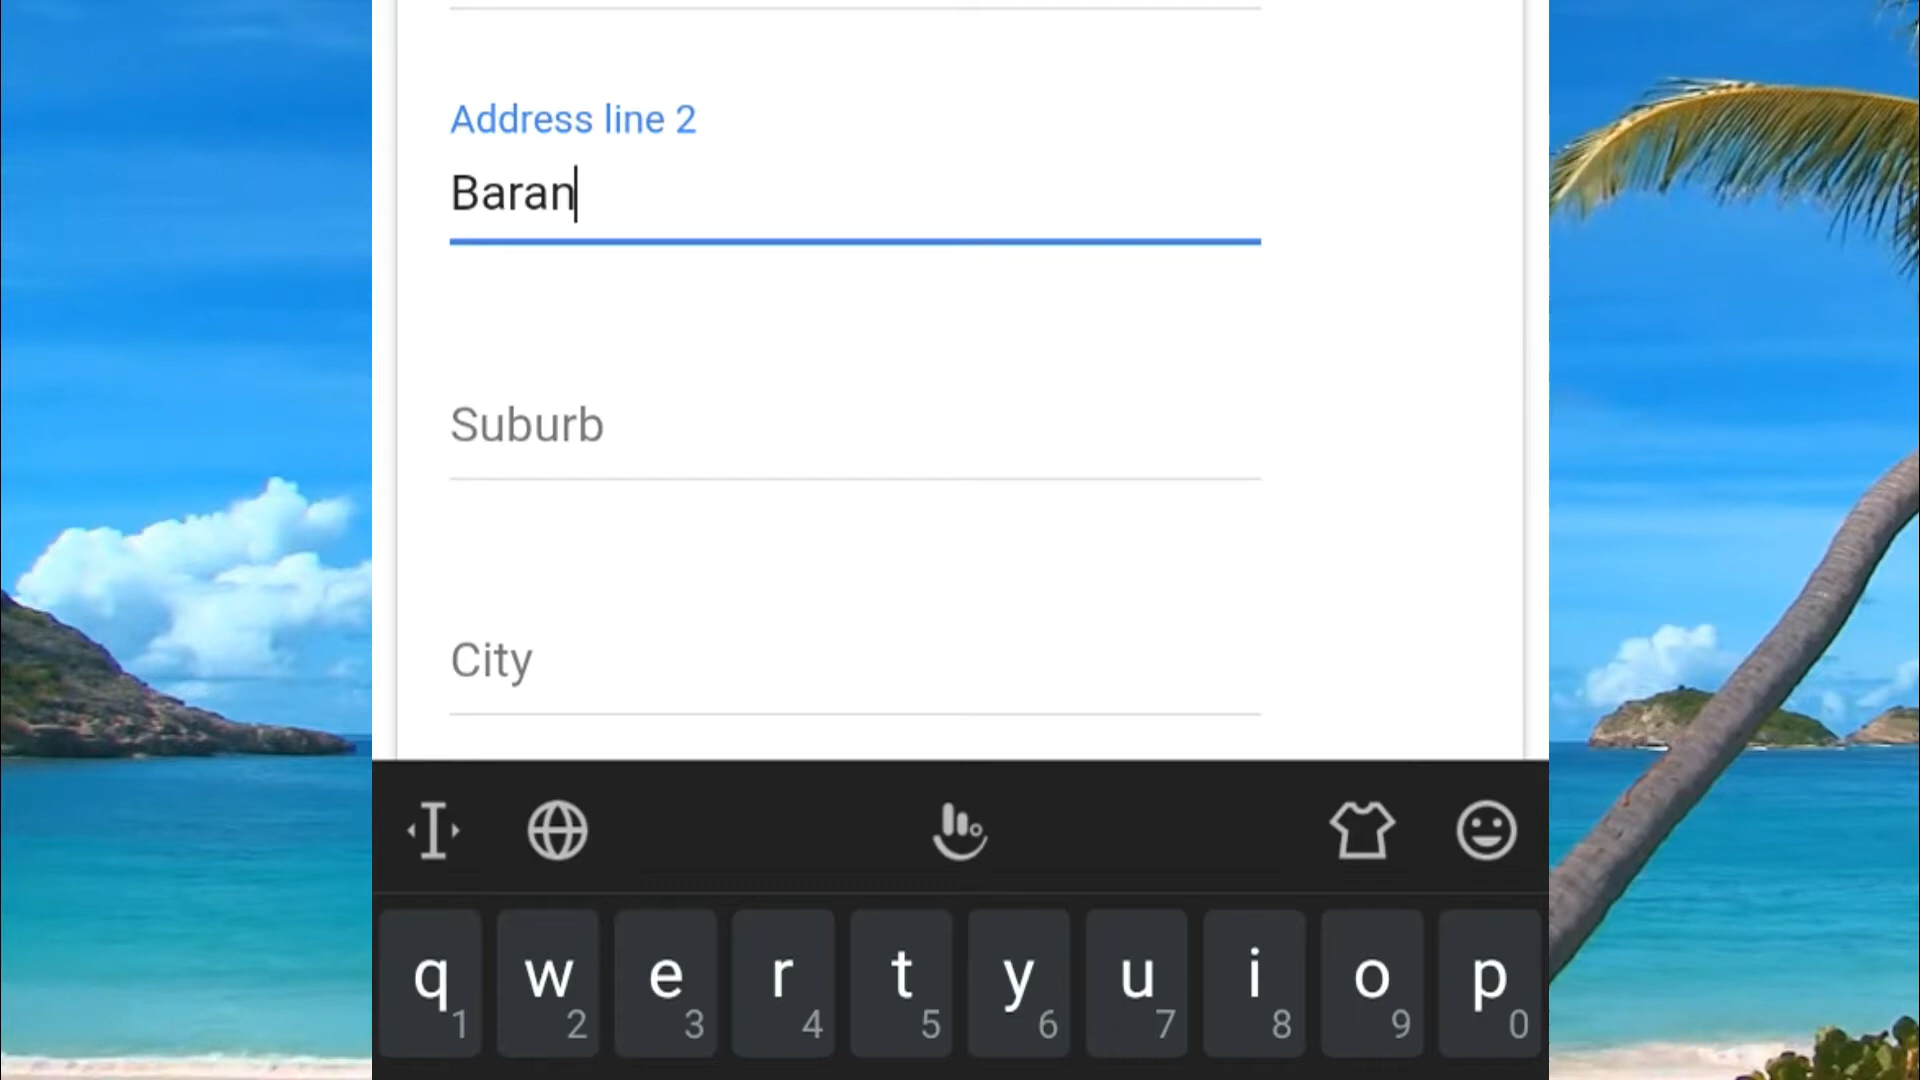 Address line 2
Baran
Suburb
City
q w e r t y u i o p
1 2 3 4 5 6 7 8 9 0